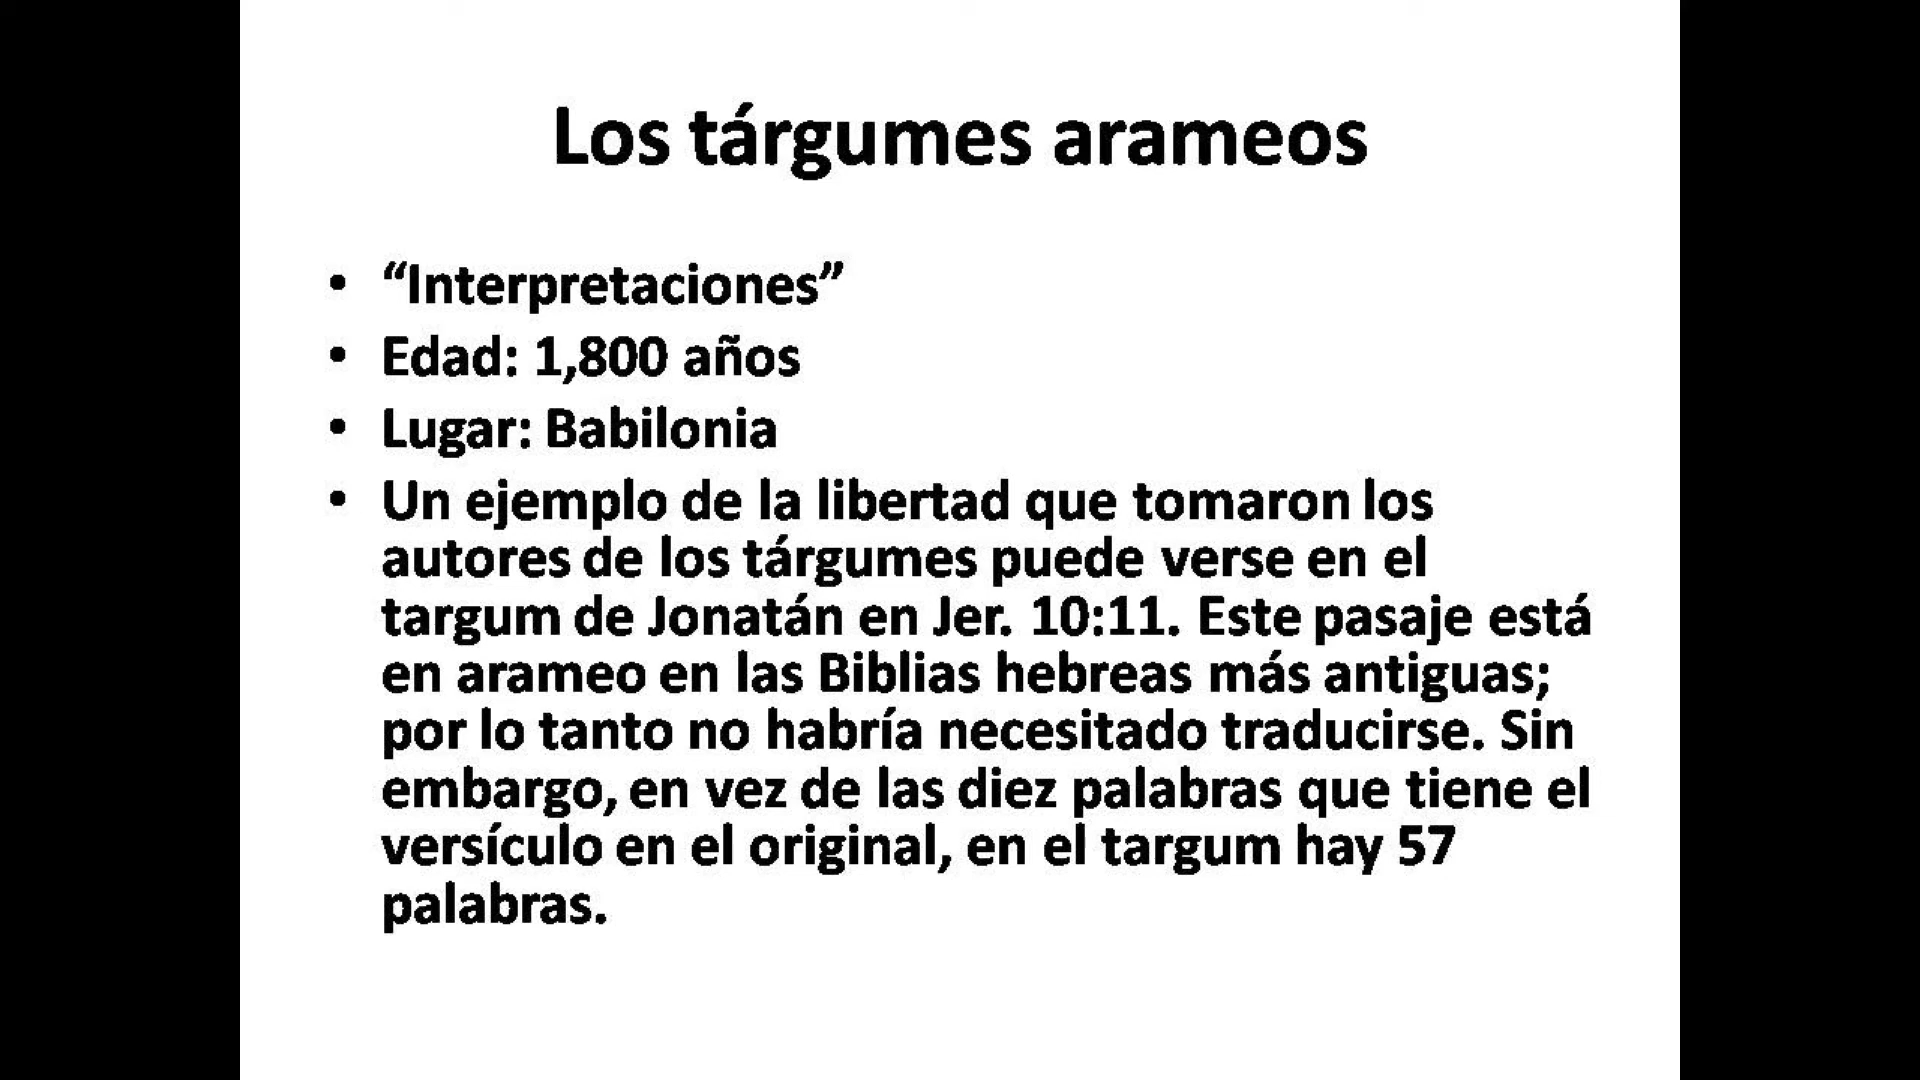 Los tárgumes arameos
• “Interpretaciones”
• Edad: 1,800 años
• Lugar: Babilonia
• Un ejemplo de la libertad que tomaron los
autores de los tárgumes puede verse en el
targum de Jonatán en Jer. 10:11. Este pasaje está
en arameo en las Biblias hebreas más antiguas;
por lo tanto no habría necesitado traducirse. Sin
embargo, en vez de las diez palabras que tiene el
versículo en el original, en el targum hay 57
palabras.